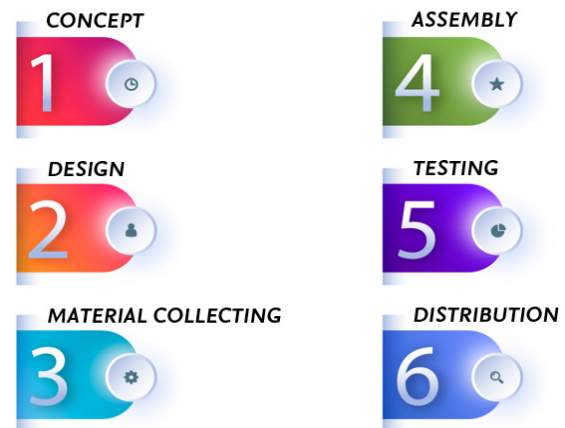 CONCEPT
1
DESIGN
2
MATERIAL COLLECTING
3
ASSEMBLY
4
TESTING
5
DISTRIBUTION
6